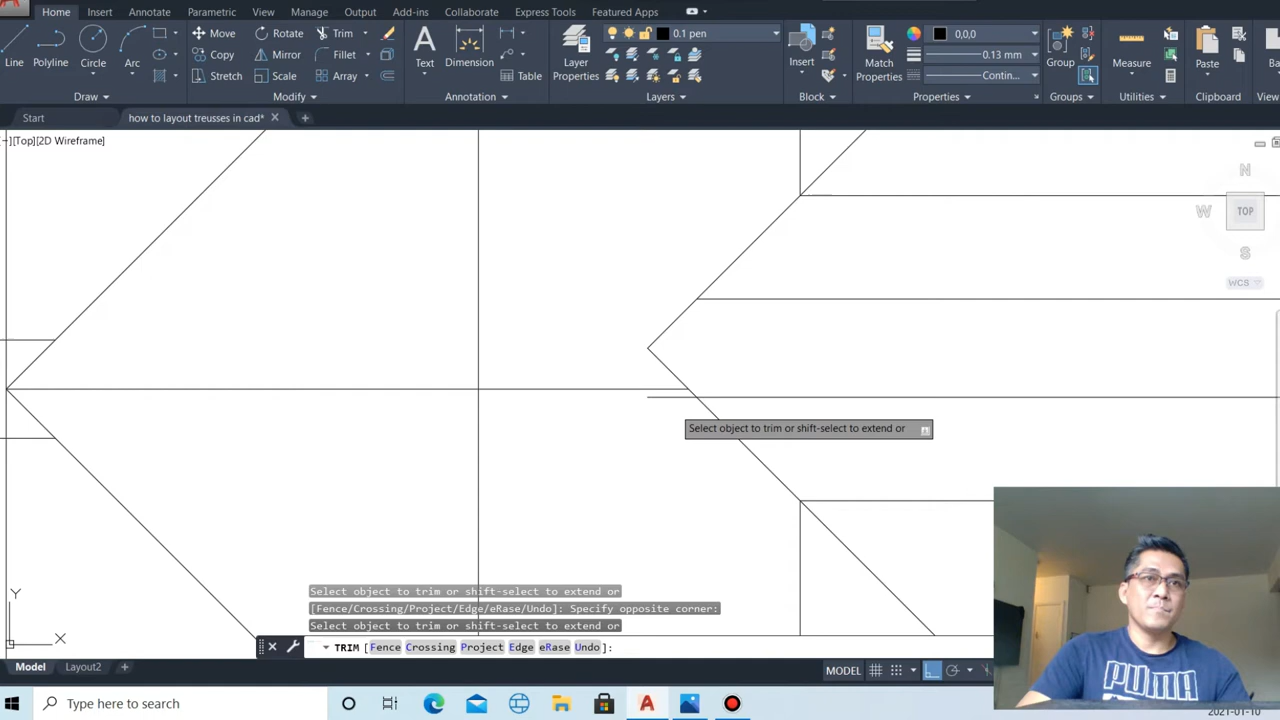 Home Insert Annotate Parametric View Manage Output Add-ins Collaborate Express Tools Featured Apps
Line Polyline Circle Arc
Move Rotate Trim
Copy Mirror Fillet
Stretch Scale Array
Text Dimension
Table
Layer Properties
0.1 pen
Insert
Match Properties
0,0,0
0.13 mm
Contin...
Group
Measure
Paste
Ba
Draw Modify Annotation Layers Block Properties Groups Utilities Clipboard View
Start how to layout treusses in cad*
[Top][2D Wireframe]
N
W TOP
S
WCS
Select object to trim or shift-select to extend or
Select object to trim or shift-select to extend or
[Fence/Crossing/Project/Edge/eRase/Undo]: Specify opposite corner:
Select object to trim or shift-select to extend or
TRIM [Fence Crossing Project Edge eRase Undo]:
Y
X
Model Layout2 +
MODEL
PUMA
Type here to search
2021-01-10